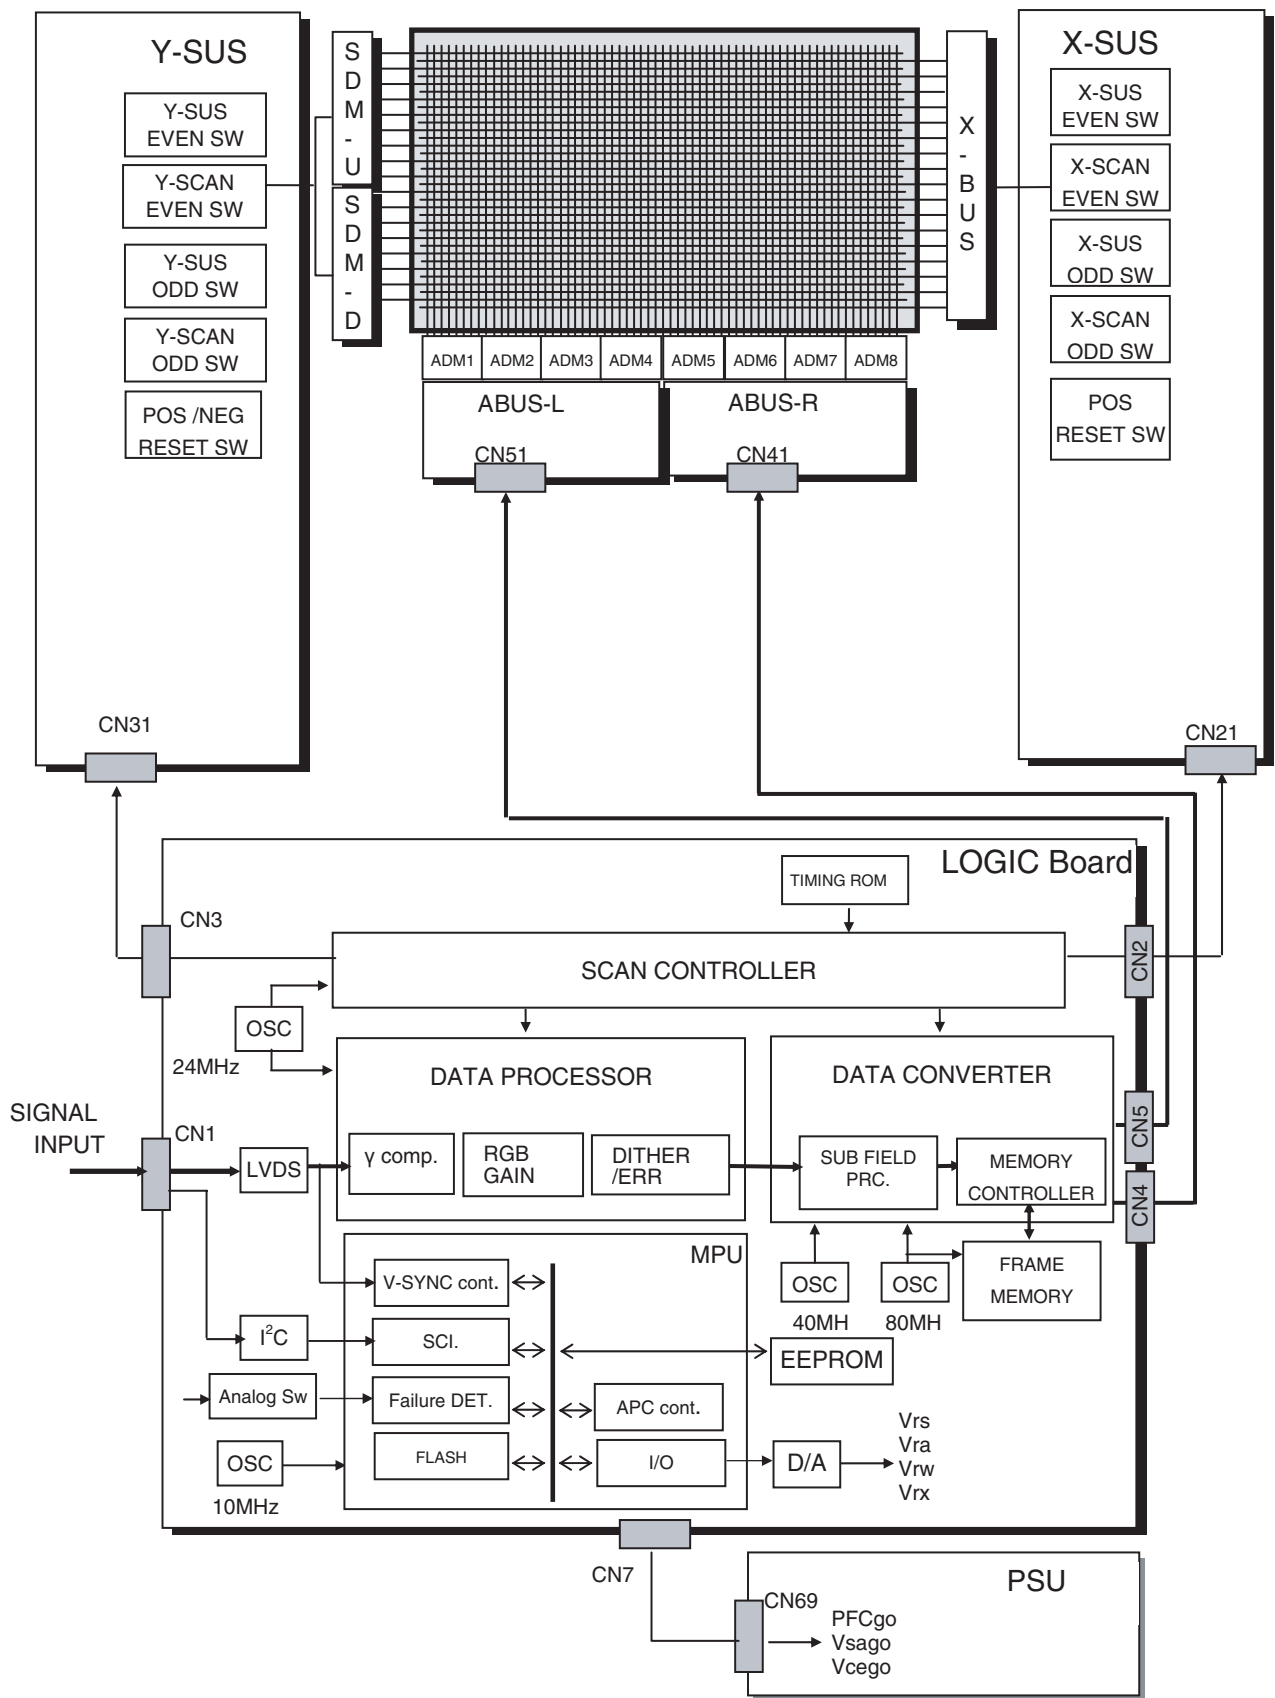 Y-SUS
Y-SUS
EVEN SW
Y-SCAN
EVEN SW
Y-SUS
ODD SW
Y-SCAN
ODD SW
POS /NEG
RESET SW
CN31
S
D
M
-
U
S
D
M
-
D
X
-
B
U
S
ADM1 ADM2 ADM3 ADM4 ADM5 ADM6 ADM7 ADM8
ABUS-L
CN51
ABUS-R
CN41
X-SUS
X-SUS
EVEN SW
X-SCAN
EVEN SW
X-SUS
ODD SW
X-SCAN
ODD SW
POS
RESET SW
CN21
LOGIC Board
TIMING ROM
CN3
SCAN CONTROLLER
CN2
OSC
24MHz
DATA PROCESSOR
DATA CONVERTER
SIGNAL
INPUT
CN1
LVDS
γ comp.
RGB
GAIN
DITHER
/ERR
SUB FIELD
PRC.
MEMORY
CONTROLLER
CN5
CN4
MPU
V-SYNC cont.
OSC
40MH
OSC
80MH
FRAME
MEMORY
I²C
SCI.
EEPROM
Analog Sw
Failure DET.
APC cont.
OSC
10MHz
FLASH
I/O
D/A
Vrs
Vra
Vrw
Vrx
CN7
PSU
CN69
PFCgo
Vsago
Vcego